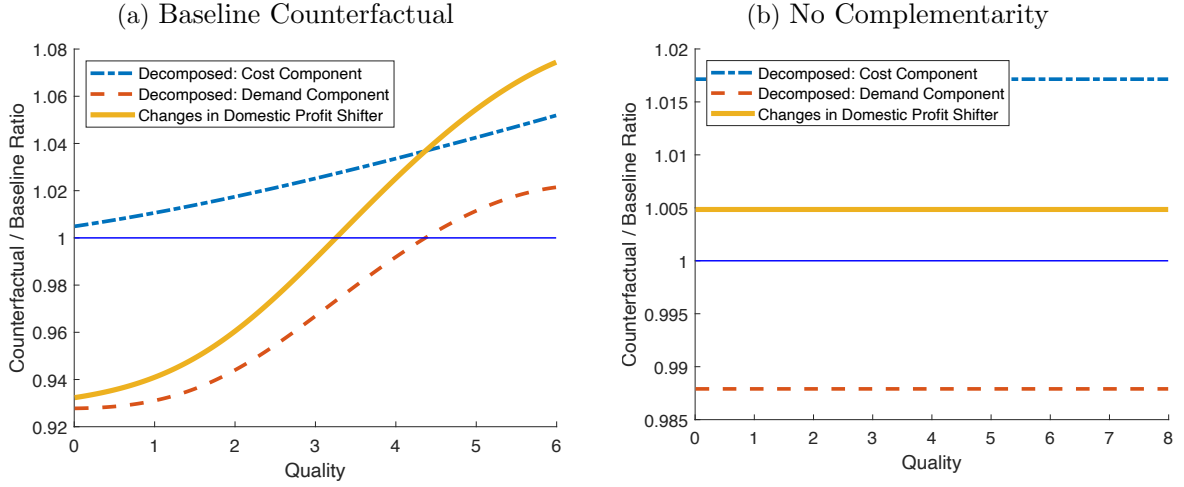 (a) Baseline Counterfactual
1.08
1.06
1.04
1.02
1
0.98
0.96
0.94
0.92
Counterfactual / Baseline Ratio
Decomposed: Cost Component
Decomposed: Demand Component
Changes in Domestic Profit Shifter
0 1 2 3 4 5 6
Quality
(b) No Complementarity
1.02
1.015
1.01
1.005
1
0.995
0.99
0.985
Counterfactual / Baseline Ratio
Decomposed: Cost Component
Decomposed: Demand Component
Changes in Domestic Profit Shifter
0 1 2 3 4 5 6 7 8
Quality